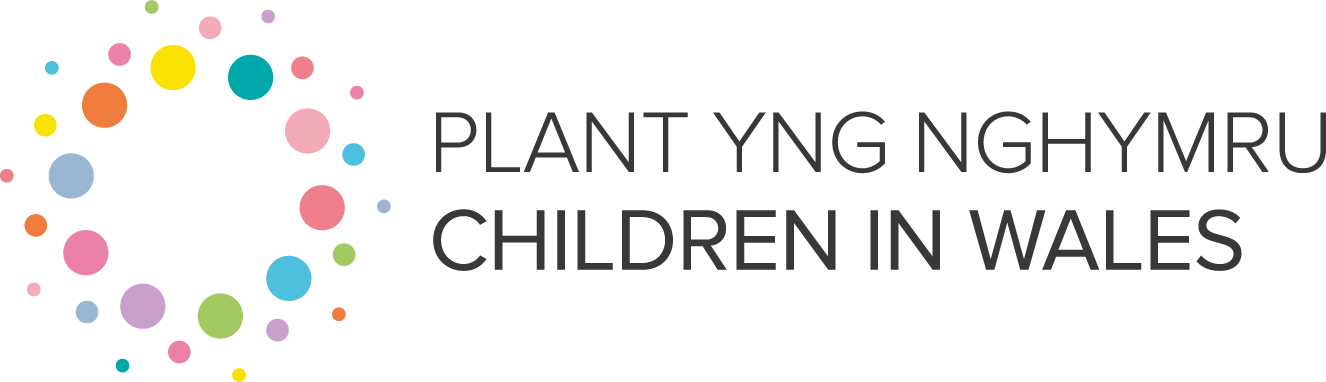 PLANT YNG NGHYMRU
CHILDREN IN WALES